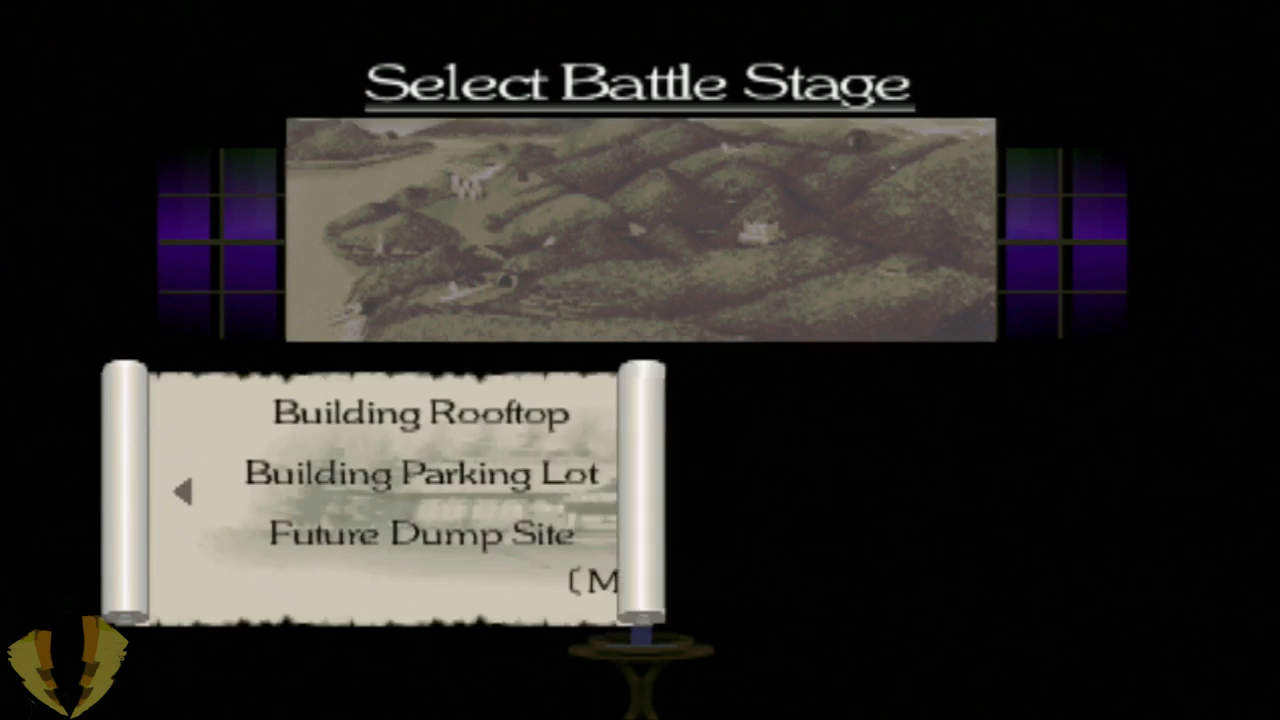 Select Battle Stage
Building Rooftop
Building Parking Lot
Future Dump Site
(M